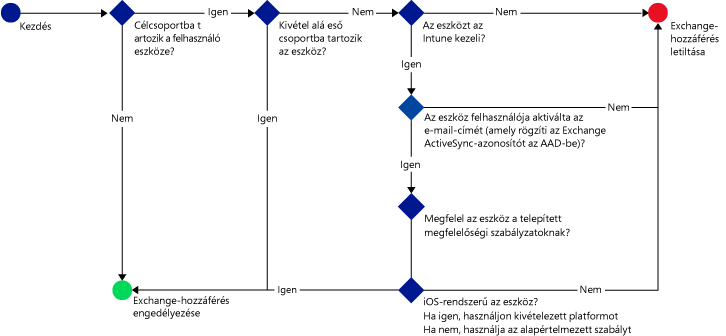 Kezdés
Célcsoportba t
artozik a felhasználó
eszköze?
Igen
Kivétel alá eső
csoportba tartozik
az eszköz?
Nem
Az eszközt az
Intune kezeli?
Nem
Exchange-
hozzáférés
letiltása
Igen
Nem
Igen
Az eszköz felhasználója aktiválta az
e-mail-címét (amely rögzíti az Exchange
ActiveSync-azonosítót az AAD-be)?
Nem
Igen
Megfelel az eszköz a telepített
megfelelőségi szabályzatoknak?
Exchange-hozzáférés
engedélyezése
Igen
iOS-rendszerű az eszköz?
Ha igen, használjon kivételezett platformot
Ha nem, használja az alapértelmezett szabályt
Nem